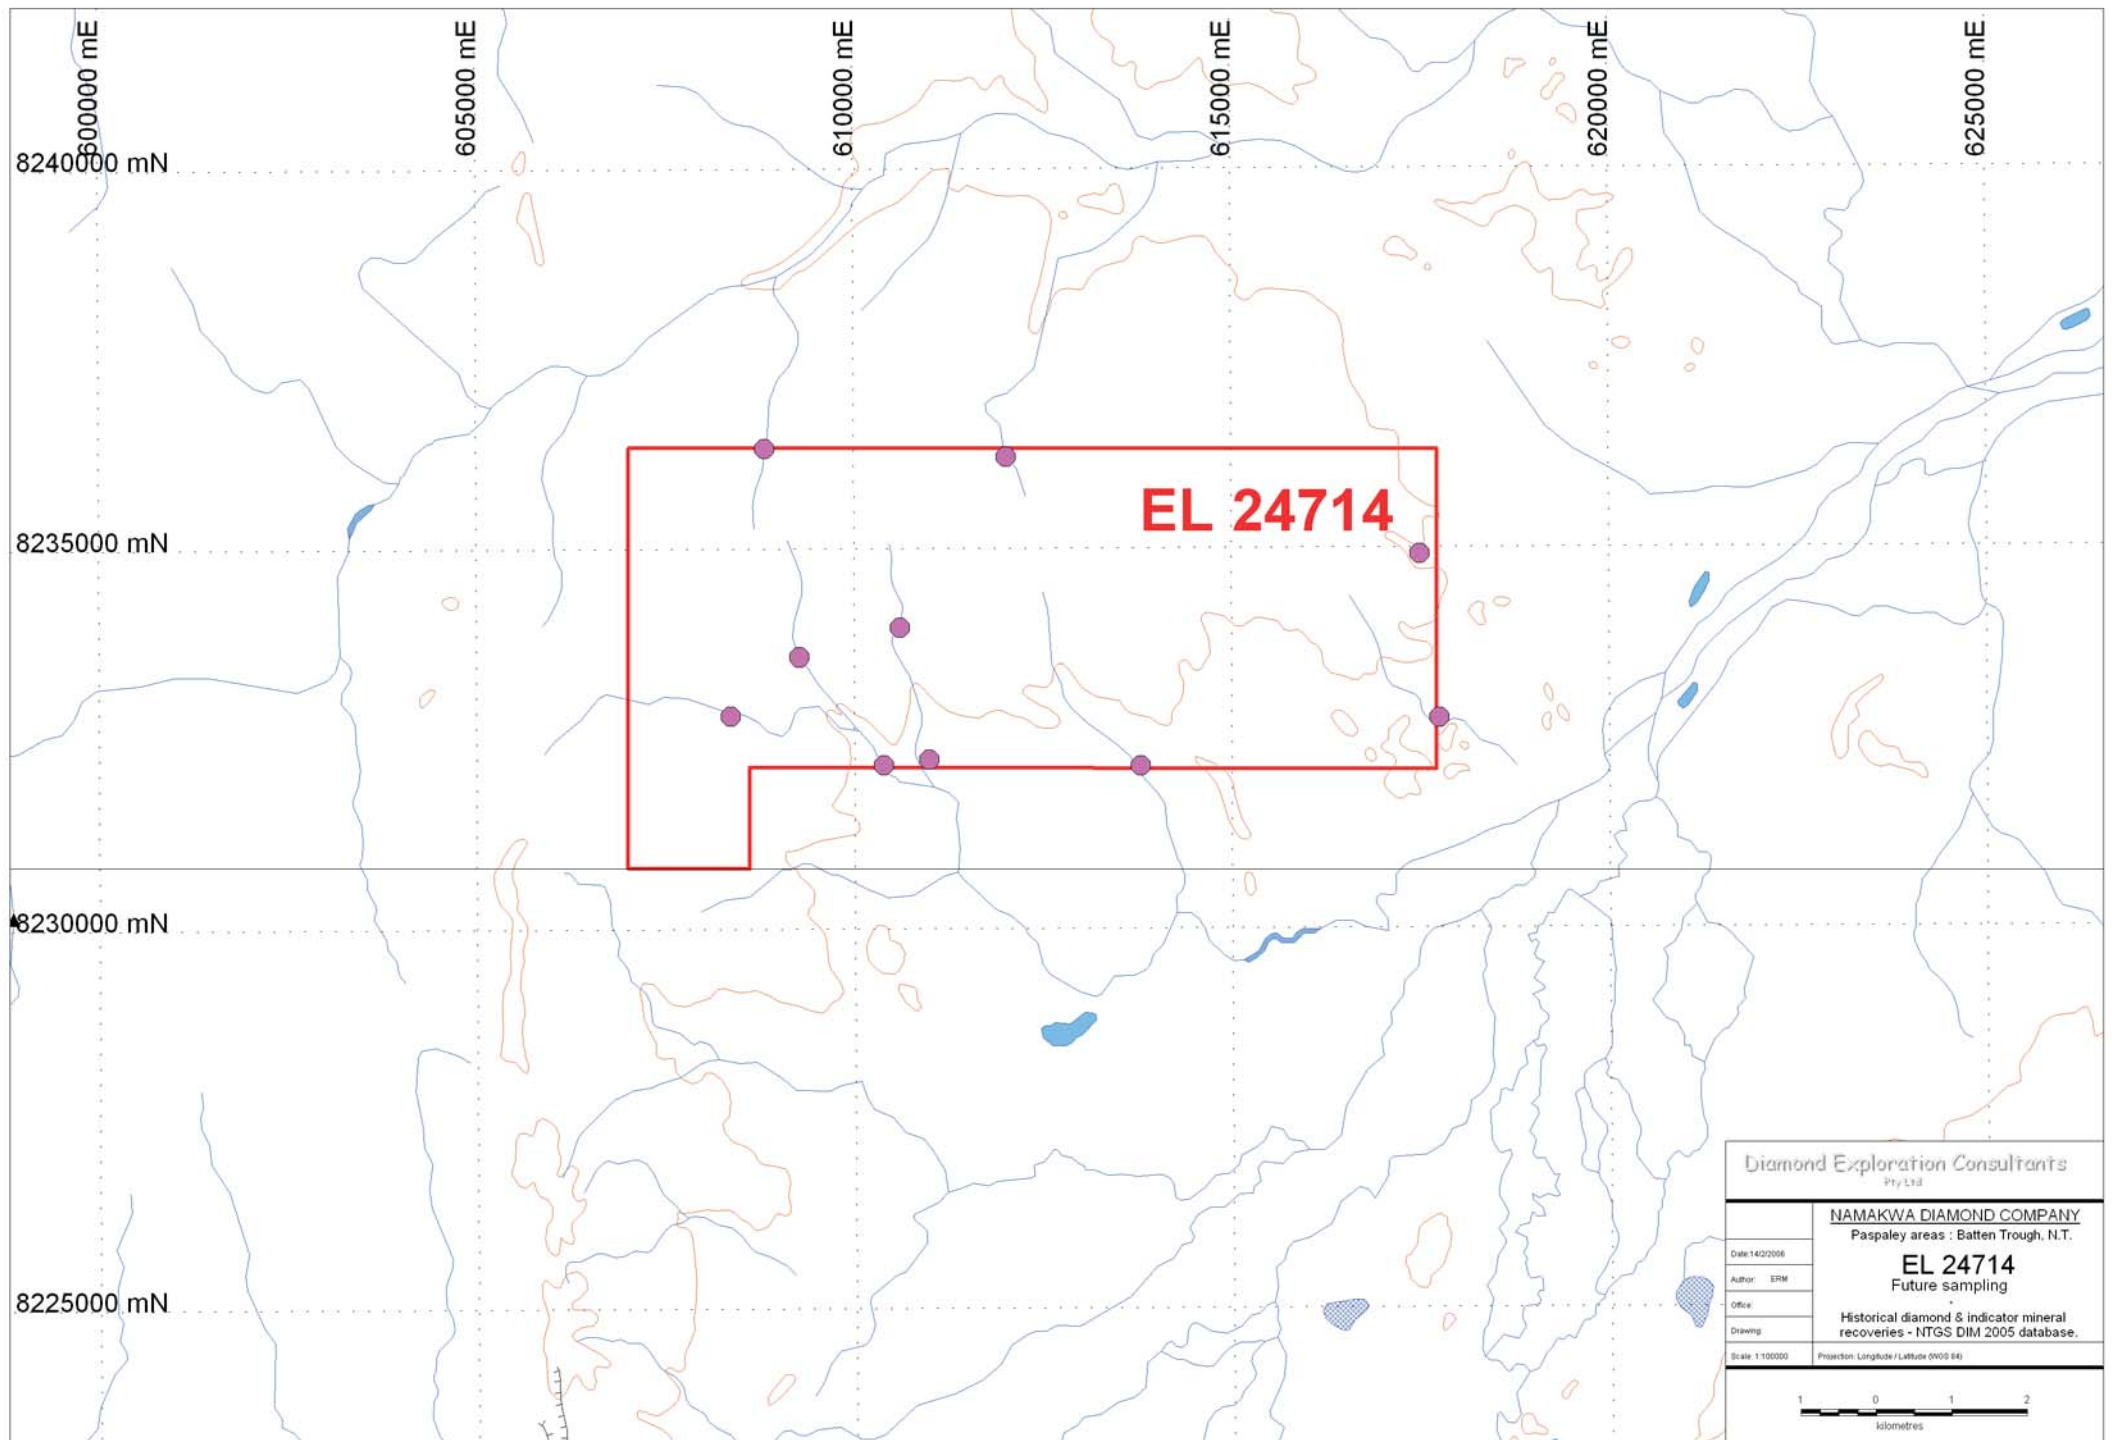 600000 mE
605000 mE
610000 mE
615000 mE
620000 mE
625000 mE
8240000 mN
8235000 mN
8230000 mN
8225000 mN
EL 24714
Diamond Exploration Consultants
Pty Ltd
NAMAKWA DIAMOND COMPANY
Paspaley areas : Batten Trough, N.T.
EL 24714
Future sampling
Historical diamond & indicator mineral
recoveries - NTGS DIM 2005 database.
Date:14/2/2006
Author: ERM
Office:
Drawing:
Scale: 1:100000
Projection: Longitude / Latitude (WGS 84)
1 0 1 2
kilometres